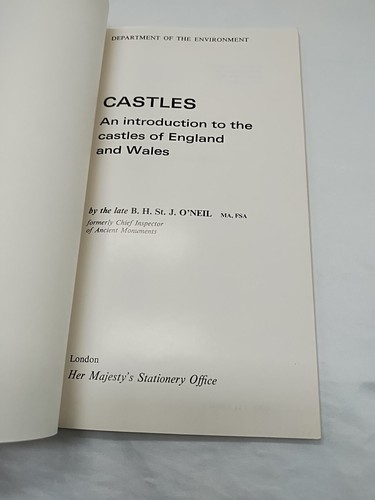 DEPARTMENT OF THE ENVIRONMENT
CASTLES
An introduction to the
castles of England
and Wales
by the late B. H. St. J. O'NEIL MA, FSA
formerly Chief Inspector
of Ancient Monuments
London
Her Majesty's Stationery Office